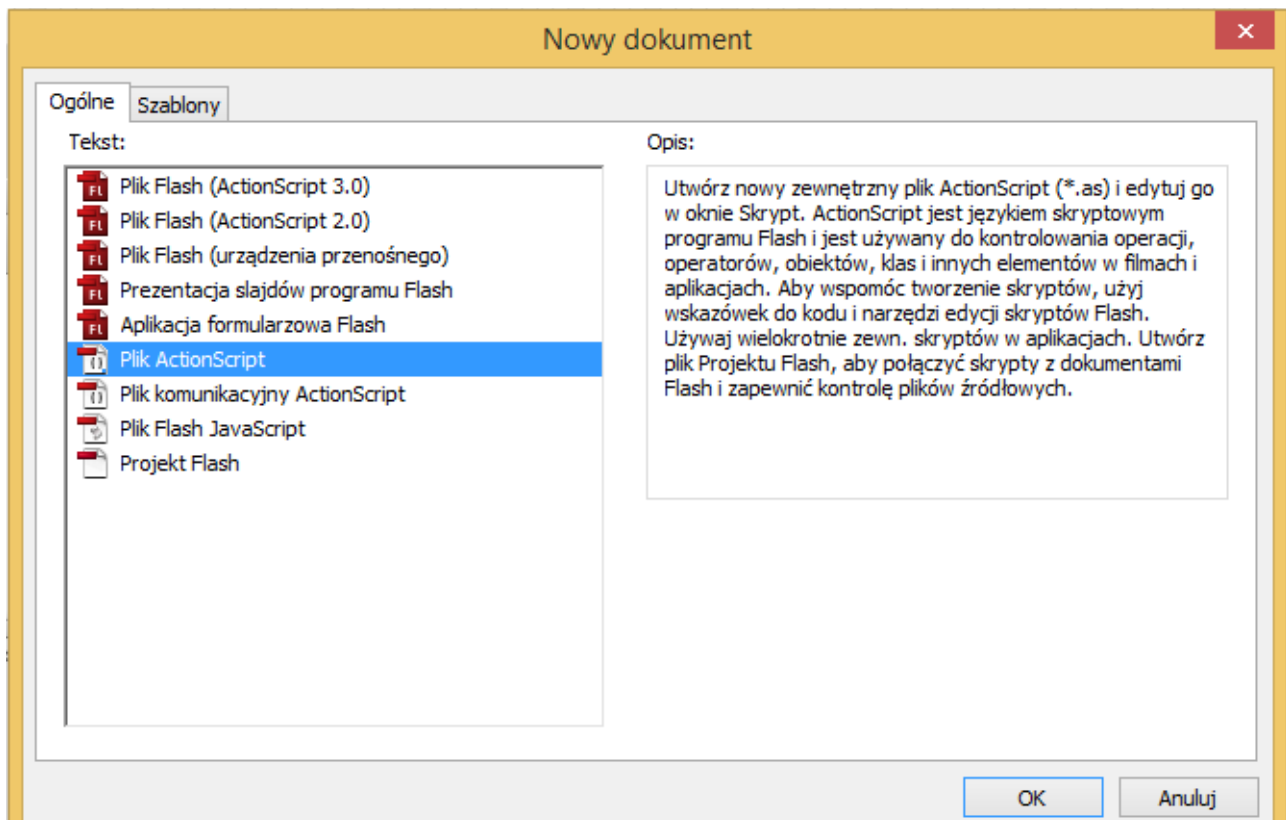 Nowy dokument
Ogólne
Szablony
Tekst:
Plik Flash (ActionScript 3.0)
Plik Flash (ActionScript 2.0)
Plik Flash (urządzenia przenośnego)
Prezentacja slajdów programu Flash
Aplikacja formularzowa Flash
Plik ActionScript
Plik komunikacyjny ActionScript
Plik Flash JavaScript
Projekt Flash
Opis:
Utwórz nowy zewnętrzny plik ActionScript (*.as) i edytuj go
w oknie Skrypt. ActionScript jest językiem skryptowym
programu Flash i jest używany do kontrolowania operacji,
operatorów, obiektów, klas i innych elementów w filmach i
aplikacjach. Aby wspomóc tworzenie skryptów, użyj
wskazówek do kodu i narzędzi edycji skryptów Flash.
Używaj wielokrotnie zewn. skryptów w aplikacjach. Utwórz
plik Projektu Flash, aby połączyć skrypty z dokumentami
Flash i zapewnić kontrolę plików źródłowych.
OK
Anuluj